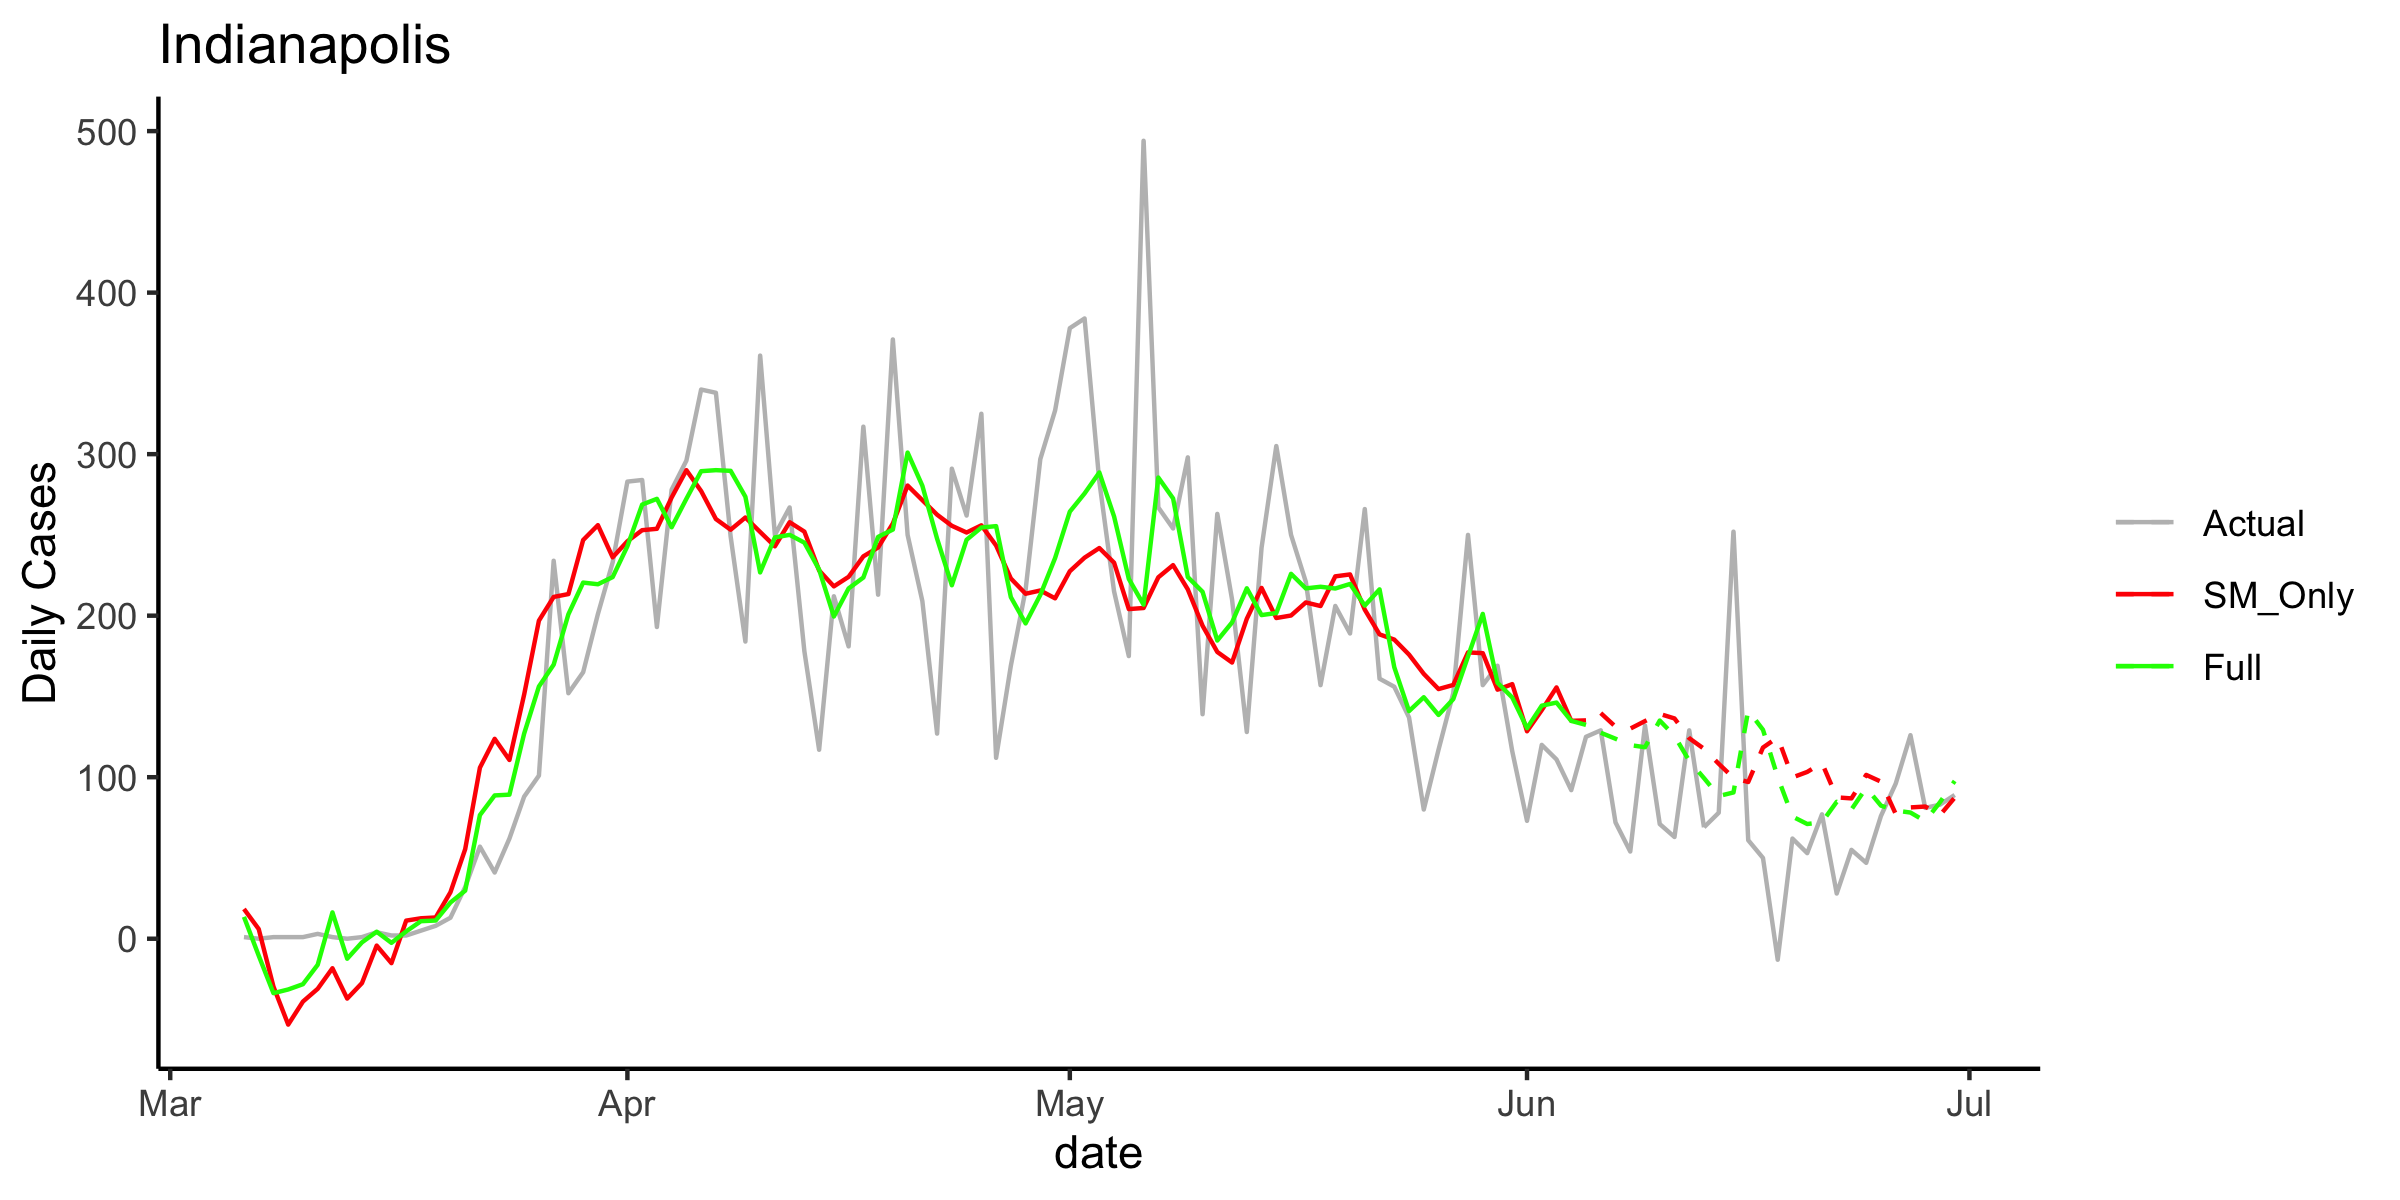 Indianapolis
500
400
300
200
100
0
Daily Cases
Mar Apr May Jun Jul
date
Actual
SM_Only
Full